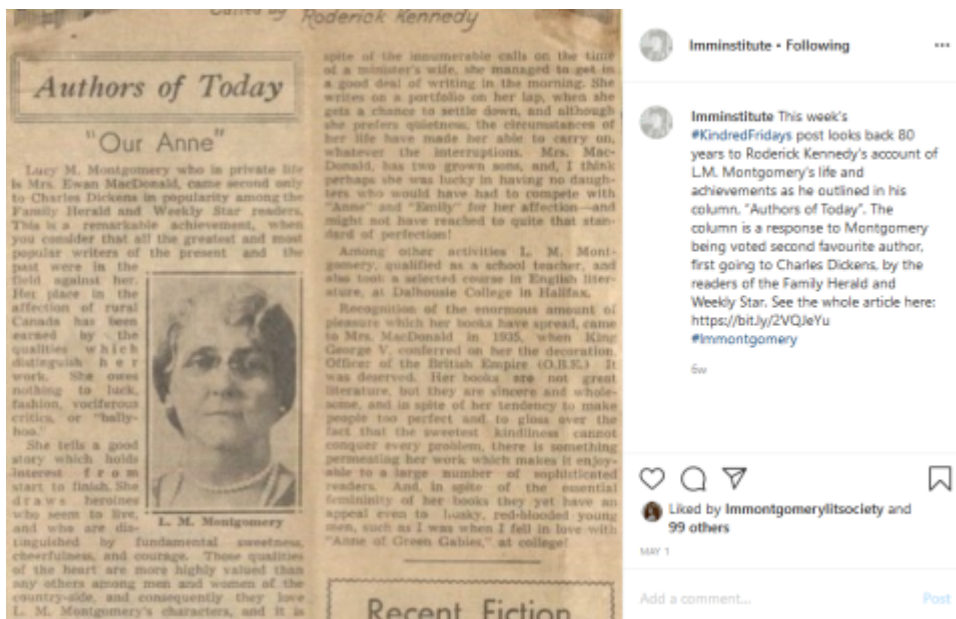 Edited by Roderick Kennedy
Authors of Today
"Our Anne"
Lucy M. Montgomery who in private life
is Mrs. Ewan MacDonald, came second only
to Charles Dickens in popularity among the
Family Herald and Weekly Star readers.
This is a remarkable achievement, when
you consider that all the greatest and most
popular writers of the present and the
past were in the
field against her.
Her place in the
affection of rural
Canada has been
earned by the
qualities which
distinguish her
work. She owes
nothing to luck,
fashion, vociferous
critics, or "bally-
hoo."
She tells a good
story which holds
interest from
start to finish. She
draws heroines
who seem to live,
and who are dis-
tinguished by fundamental sweetness,
cheerfulness, and courage. Those qualities
of the heart are more highly valued than
any others among men and women of the
country-side, and consequently they love
L. M. Montgomery's characters, and it is
L. M. Montgomery
spite of the innumerable calls on the time
of a minister's wife, she managed to get in
a good deal of writing in the morning. She
writes on a portfolio on her lap, when she
gets a chance to settle down, and although
she prefers quietness, the circumstances of
her life have made her able to carry on,
whatever the interruptions. Mrs. Mac-
Donald, has two grown sons, and, I think
perhaps she was lucky in having no daugh-
ters who would have had to compete with
"Anne" and "Emily" for her affection—and
might not have reached to quite that stan-
dard of perfection!
Among other activities L. M. Mont-
gomery, qualified as a school teacher, and
also took a selected course in English liter-
ature, at Dalhousie College in Halifax.
Recognition of the enormous amount of
pleasure which her books have spread, came
to Mrs. MacDonald in 1935, when King
George V. conferred on her the decoration,
Officer of the British Empire (O.B.E.) It
was deserved. Her books are not great
literature, but they are sincere and whole-
some, and in spite of her tendency to make
people too perfect and to gloss over the
fact that the sweetest kindliness cannot
conquer every problem, there is something
permeating her work which makes it enjoy-
able to a large number of sophisticated
readers. And, in spite of the essential
femininity of her books they yet have an
appeal even to husky, red-blooded young
men, such as I was when I fell in love with
"Anne of Green Gables," at college!
Recent Fiction
lmminstitute • Following
lmminstitute This week's
#KindredFridays post looks back 80
years to Roderick Kennedy's account of
L.M. Montgomery's life and
achievements as he outlined in his
column, "Authors of Today". The
column is a response to Montgomery
being voted second favourite author,
first going to Charles Dickens, by the
readers of the Family Herald and
Weekly Star. See the whole article here:
https://bit.ly/2VQJeYu
#lmmontgomery
6w
Liked by lmmontgomerylitsociety and
99 others
MAY 1
Add a comment...
Post